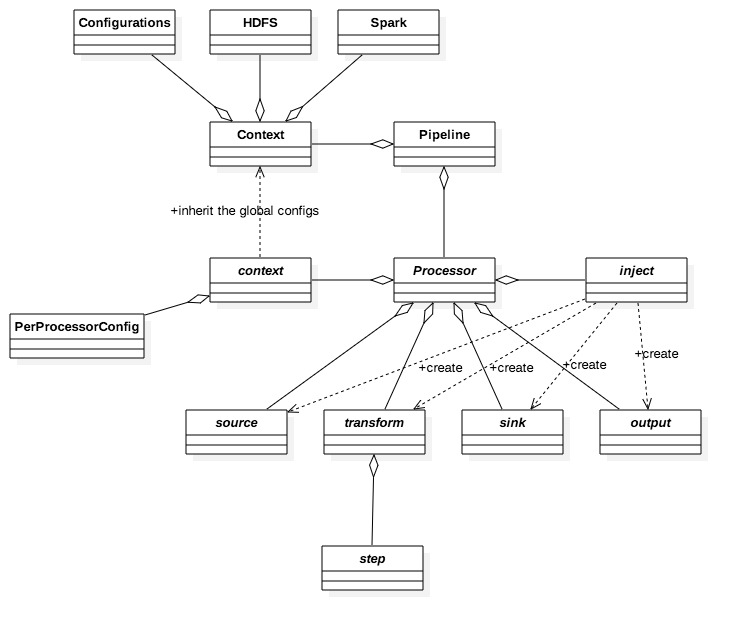 Configurations
HDFS
Spark
Context
Pipeline
+inherit the global configs
context
Processor
inject
PerProcessorConfig
+create
+create
+create
+create
source
transform
sink
output
step